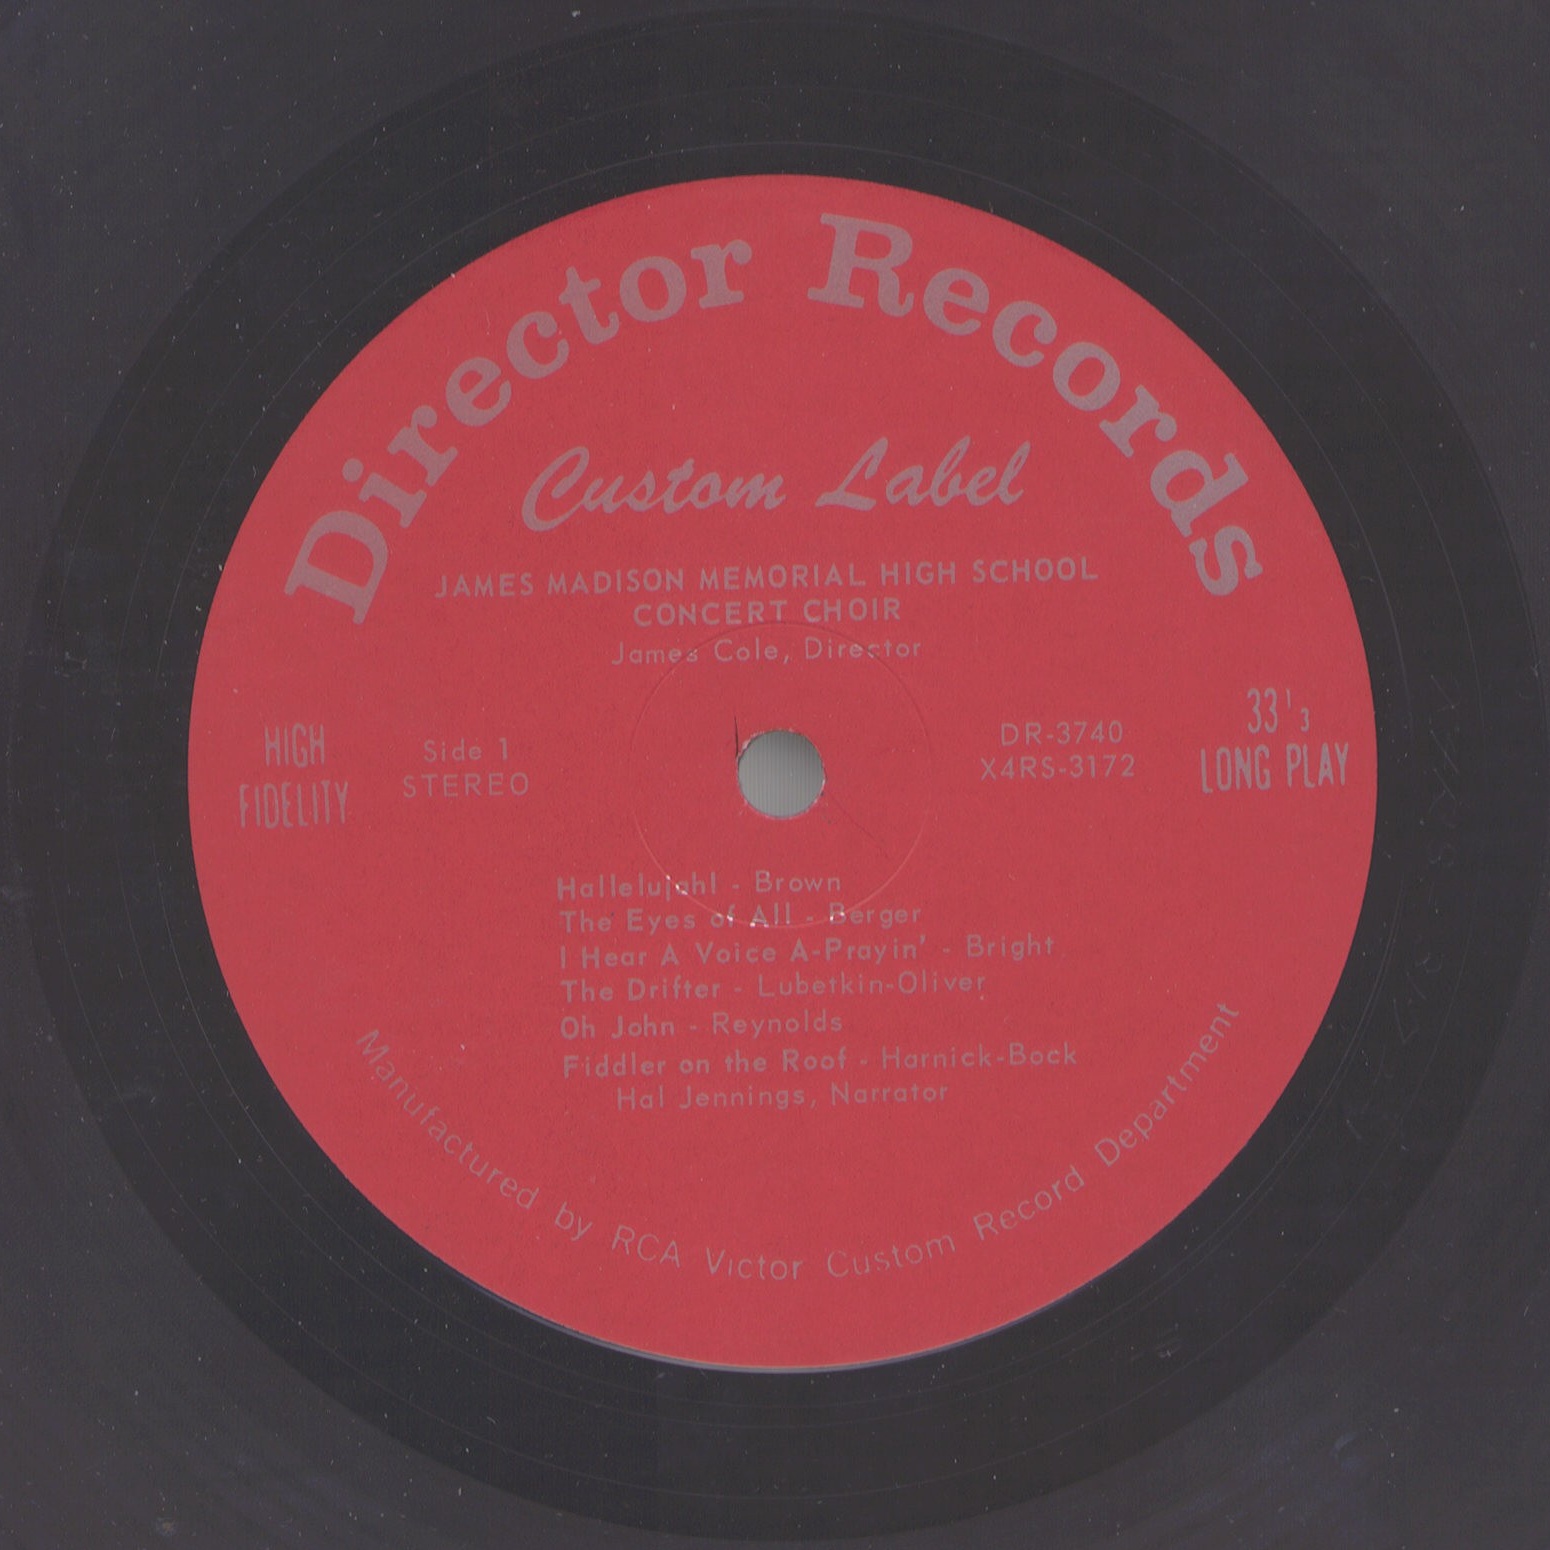 Director Records
Custom Label
JAMES MADISON MEMORIAL HIGH SCHOOL
CONCERT CHOIR
James Cole, Director
HIGH
FIDELITY
Side 1
STEREO
DR-3740
X4RS-3172
33 1/3
LONG PLAY
Hallelujah! - Brown
The Eyes of All - Berger
I Hear A Voice A-Prayin' - Bright
The Drifter - Lubetkin-Oliver
Oh John - Reynolds
Fiddler on the Roof - Harnick-Bock
Hal Jennings, Narrator
Manufactured by RCA Victor Custom Record Department